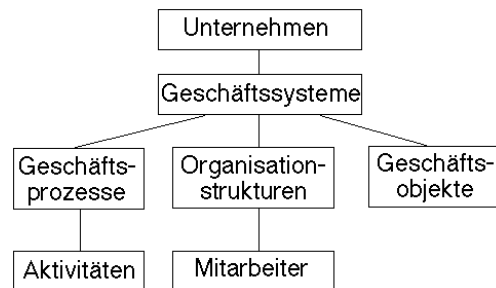 Unternehmen
Geschäftssysteme
Geschäfts-
prozesse
Organisation-
strukturen
Geschäfts-
objekte
Aktivitäten
Mitarbeiter